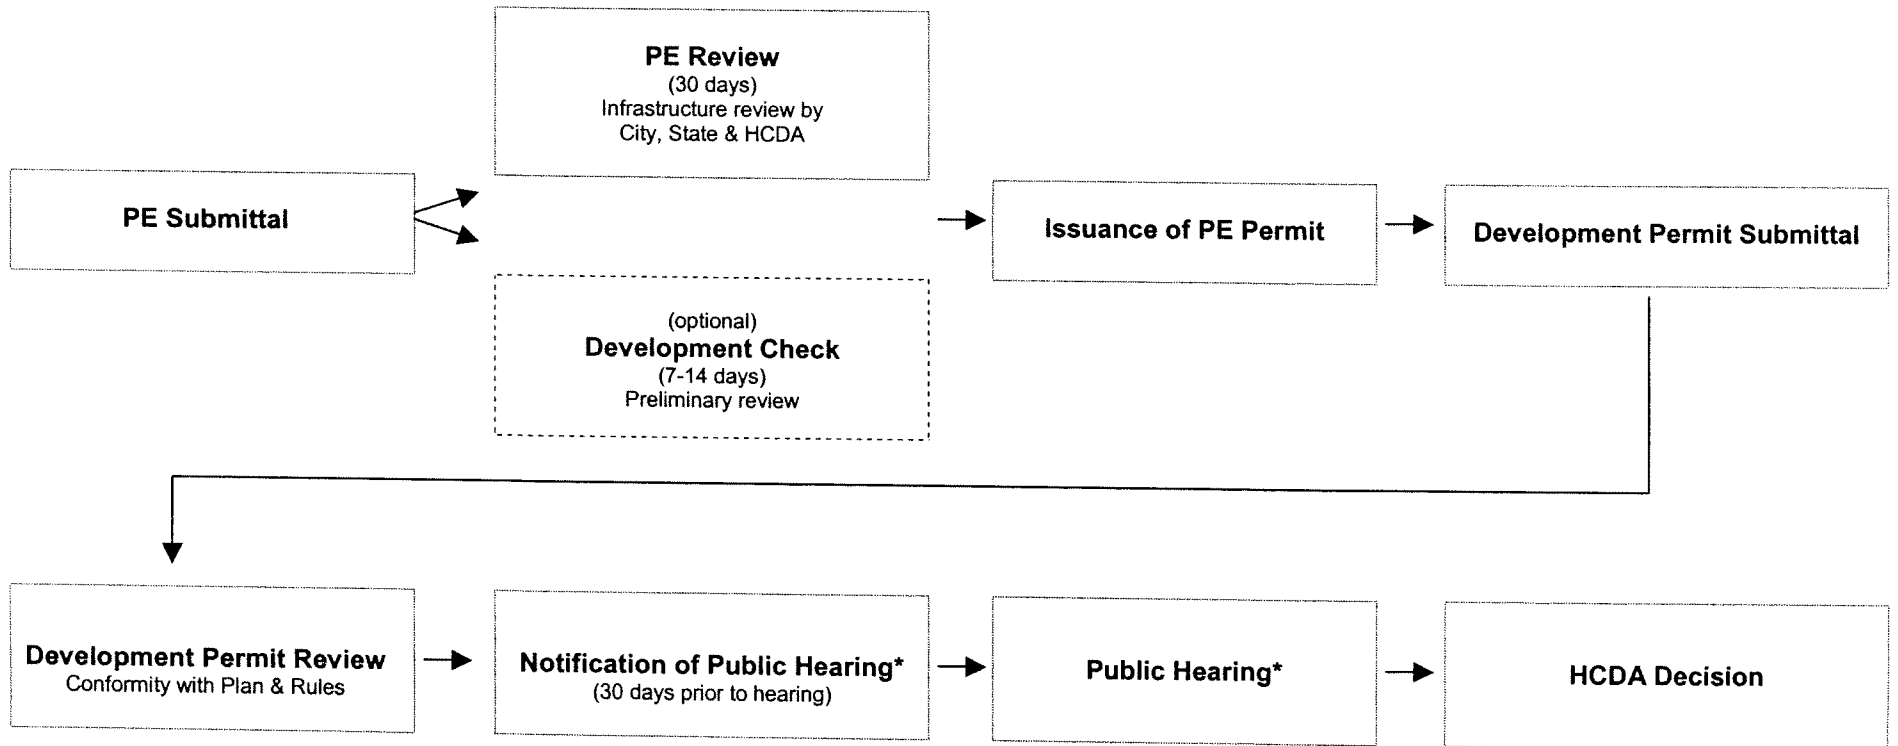 PE Review
(30 days)
Infrastructure review by
City, State & HCDA
PE Submittal
(optional)
Development Check
(7-14 days)
Preliminary review
Issuance of PE Permit
Development Permit Submittal
Development Permit Review
Conformity with Plan & Rules
Notification of Public Hearing*
(30 days prior to hearing)
Public Hearing*
HCDA Decision